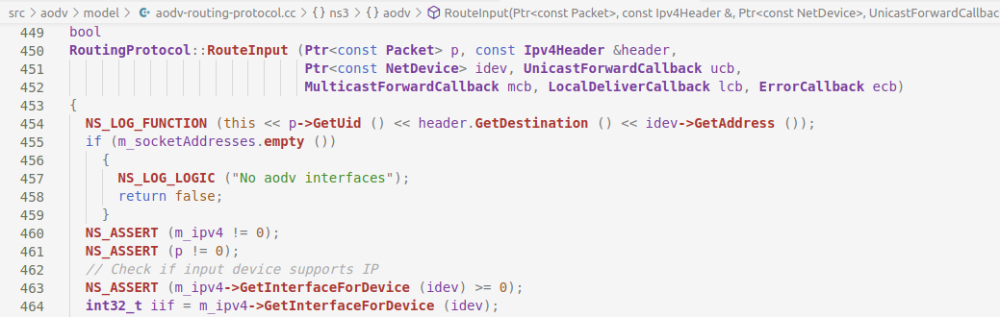 src > aodv > model > aodv-routing-protocol.cc > {} ns3 > {} aodv > RouteInput(Ptr<const Packet>, const Ipv4Header &, Ptr<const NetDevice>, UnicastForwardCallbac
449 bool
450 RoutingProtocol::RouteInput (Ptr<const Packet> p, const Ipv4Header &header,
451 Ptr<const NetDevice> idev, UnicastForwardCallback ucb,
452 MulticastForwardCallback mcb, LocalDeliverCallback lcb, ErrorCallback ecb)
453 {
454 NS_LOG_FUNCTION (this << p->GetUid () << header.GetDestination () << idev->GetAddress ());
455 if (m_socketAddresses.empty ())
456 {
457 NS_LOG_LOGIC ("No aodv interfaces");
458 return false;
459 }
460 NS_ASSERT (m_ipv4 != 0);
461 NS_ASSERT (p != 0);
462 // Check if input device supports IP
463 NS_ASSERT (m_ipv4->GetInterfaceForDevice (idev) >= 0);
464 int32_t iif = m_ipv4->GetInterfaceForDevice (idev);